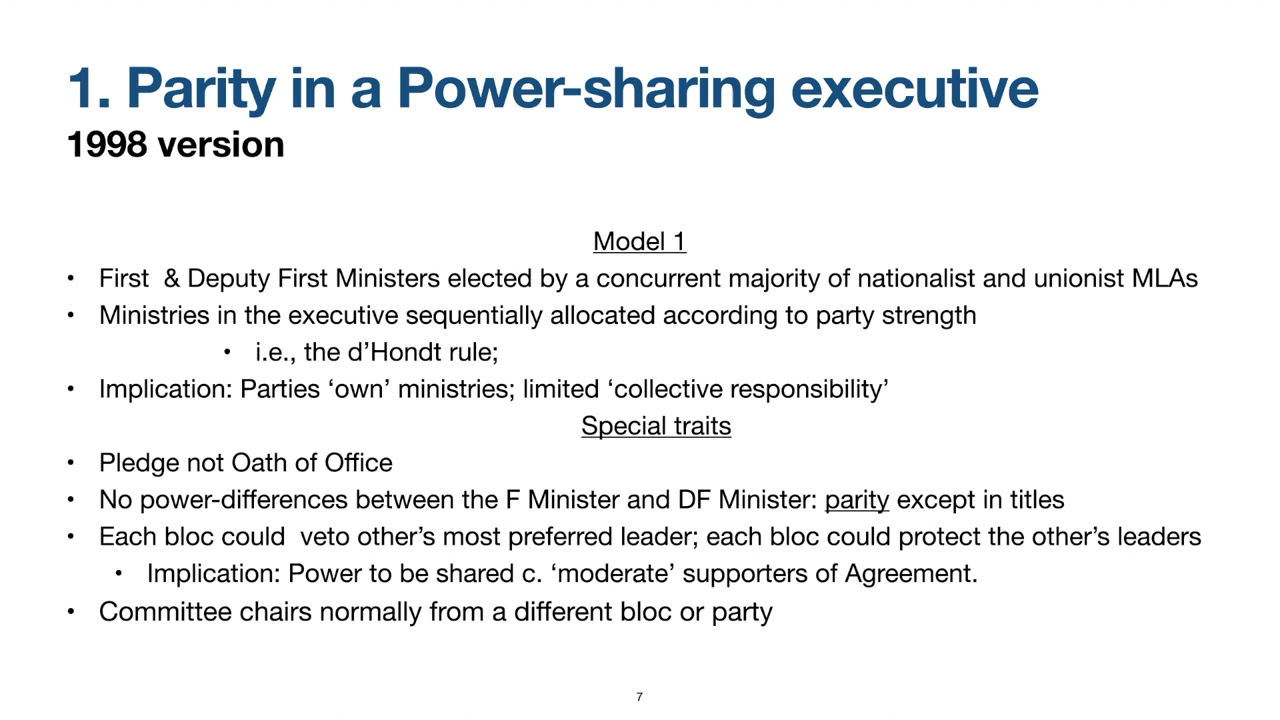 1. Parity in a Power-sharing executive
1998 version
Model 1
• First & Deputy First Ministers elected by a concurrent majority of nationalist and unionist MLAs
• Ministries in the executive sequentially allocated according to party strength
• i.e., the d’Hondt rule;
• Implication: Parties ‘own’ ministries; limited ‘collective responsibility’
Special traits
• Pledge not Oath of Office
• No power-differences between the F Minister and DF Minister: parity except in titles
• Each bloc could veto other’s most preferred leader; each bloc could protect the other’s leaders
• Implication: Power to be shared c. ‘moderate’ supporters of Agreement.
• Committee chairs normally from a different bloc or party
7